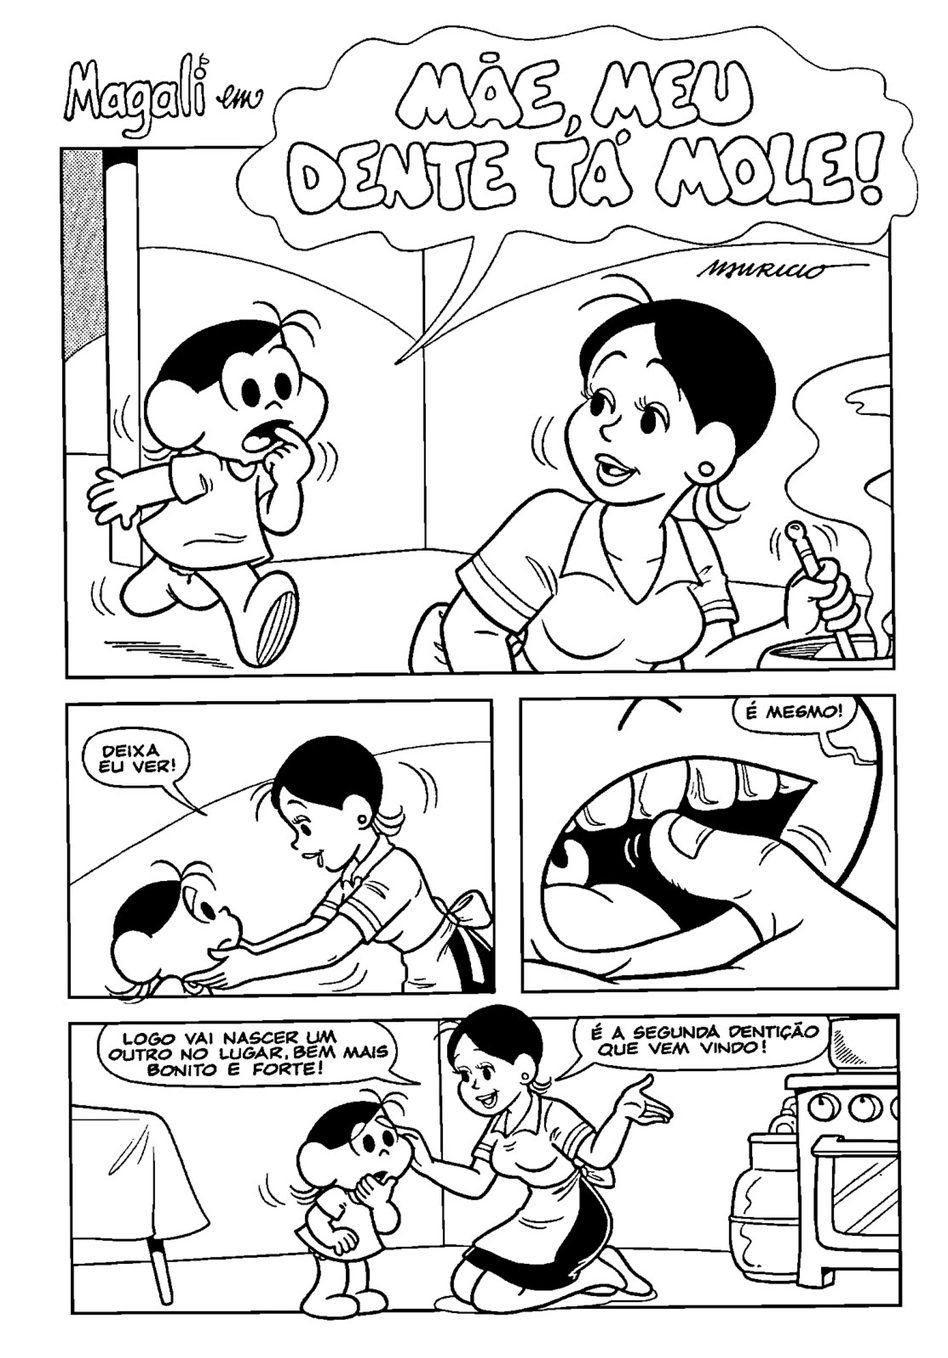 Magali em
MÃE, MEU
DENTE TÁ MOLE!
MAURICIO
DEIXA
EU VER!
É MESMO!
LOGO VAI NASCER UM
OUTRO NO LUGAR, BEM MAIS
BONITO E FORTE!
É A SEGUNDA DENTIÇÃO
QUE VEM VINDO!